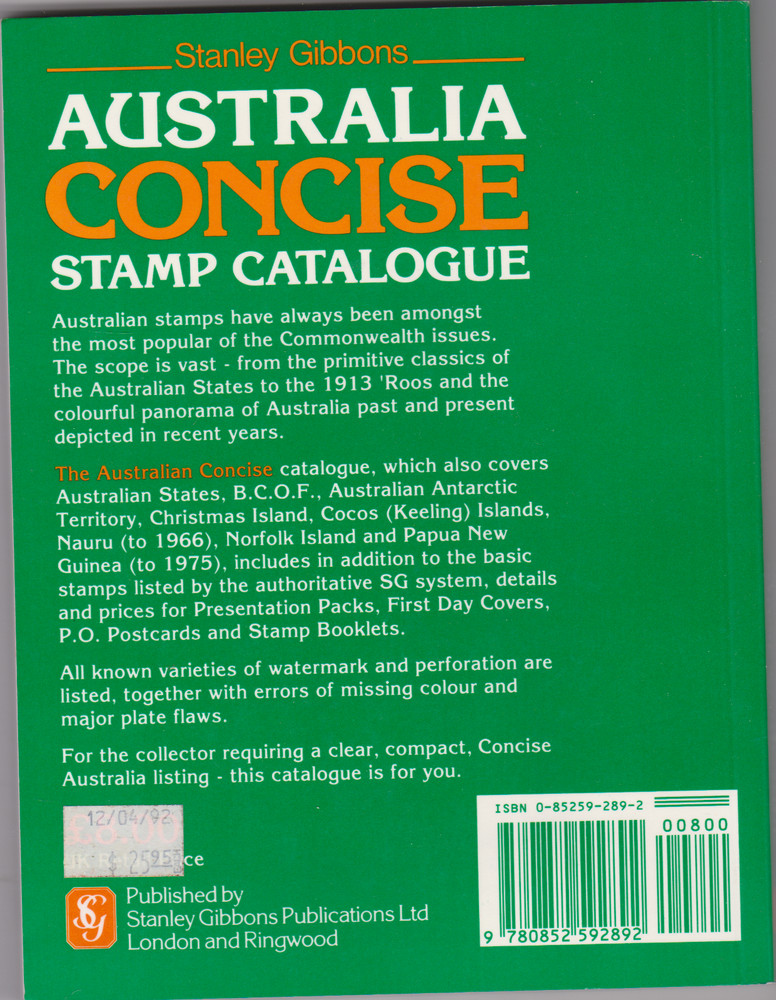 Stanley Gibbons
AUSTRALIA
CONCISE
STAMP CATALOGUE
Australian stamps have always been amongst
the most popular of the Commonwealth issues.
The scope is vast - from the primitive classics of
the Australian States to the 1913 'Roos and the
colourful panorama of Australia past and present
depicted in recent years.
The Australian Concise catalogue, which also covers
Australian States, B.C.O.F., Australian Antarctic
Territory, Christmas Island, Cocos (Keeling) Islands,
Nauru (to 1966), Norfolk Island and Papua New
Guinea (to 1975), includes in addition to the basic
stamps listed by the authoritative SG system, details
and prices for Presentation Packs, First Day Covers,
P.O. Postcards and Stamp Booklets.
All known varieties of watermark and perforation are
listed, together with errors of missing colour and
major plate flaws.
For the collector requiring a clear, compact, Concise
Australia listing - this catalogue is for you.
12/04/92
$ 2595
SG
Published by
Stanley Gibbons Publications Ltd
London and Ringwood
ISBN 0-85259-289-2
00800
9 780852 592892